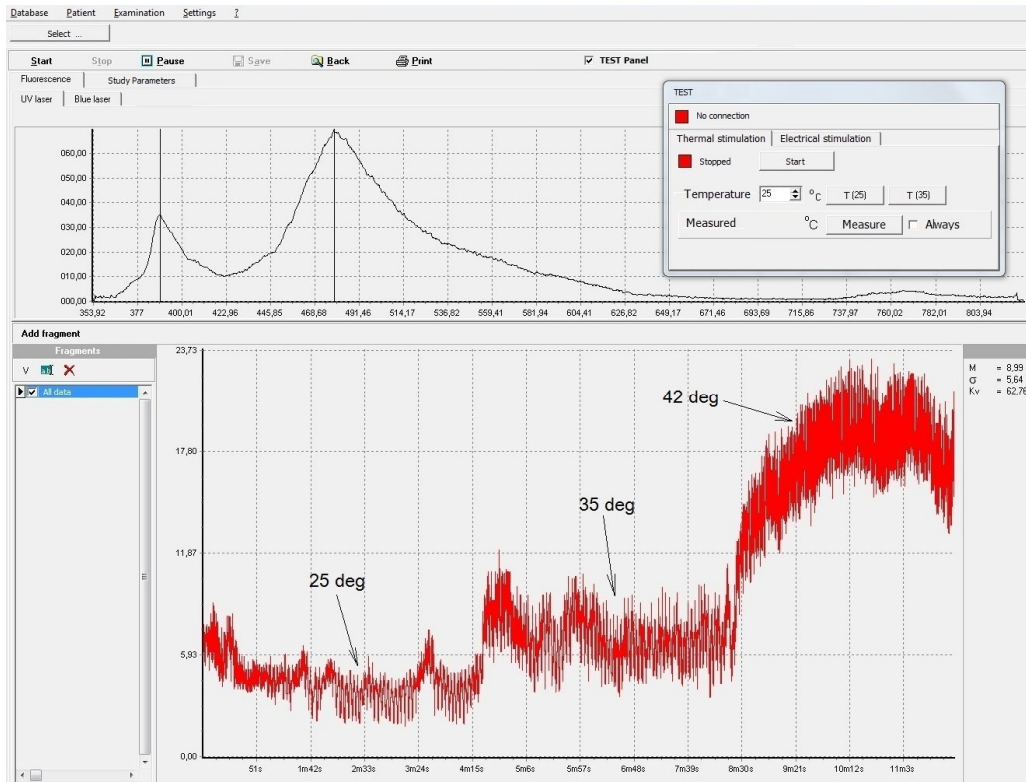 Database Patient Examination Settings ?
Select ...
Start Stop Pause Save Back Print TEST Panel
Fluorescence Study Parameters
UV laser Blue laser
TEST
No connection
Thermal stimulation Electrical stimulation
Stopped Start
Temperature 25 °C T (25) T (35)
Measured °C Measure Always
060,00
050,00
040,00
030,00
020,00
010,00
000,00
353,92 377 400,01 422,96 445,85 468,68 491,46 514,17 536,82 559,41 581,94 604,41 626,82 649,17 671,46 693,69 715,86 737,97 760,02 782,01 803,94
Add fragment
Fragments
V
All data
23,73
17,80
11,87
5,93
0,00
25 deg
35 deg
42 deg
M = 8,99
σ = 5,64
Kv = 62,76
51s 1m42s 2m33s 3m24s 4m15s 5m6s 5m57s 6m48s 7m39s 8m30s 9m21s 10m12s 11m3s